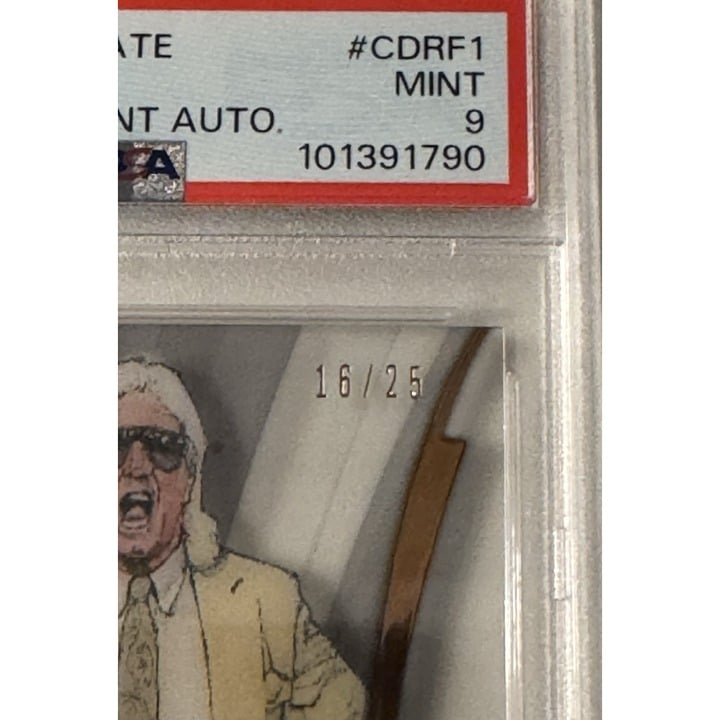 ATE #CDRF1
MINT
NT AUTO. 9
101391790
16/25